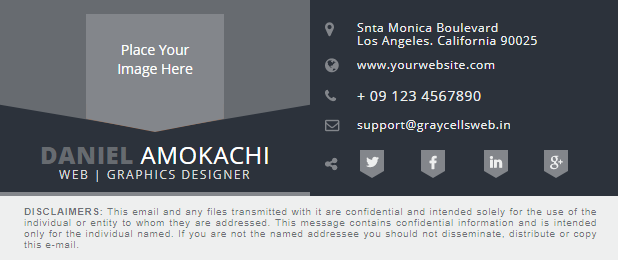 Place Your
Image Here
DANIEL AMOKACHI
WEB | GRAPHICS DESIGNER
Snta Monica Boulevard
Los Angeles. California 90025
www.yourwebsite.com
+ 09 123 4567890
support@graycellsweb.in
DISCLAIMERS: This email and any files transmitted with it are confidential and intended solely for the use of the
individual or entity to whom they are addressed. This message contains confidential information and is intended
only for the individual named. If you are not the named addressee you should not disseminate, distribute or copy
this e-mail.